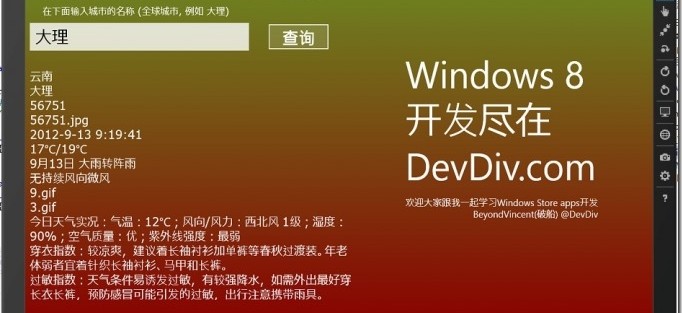 在下面输入城市的名称 (全球城市, 例如 大理)
大理
查询
云南
大理
56751
56751.jpg
2012-9-13 9:19:41
17℃/19℃
9月13日 大雨转阵雨
无持续风向微风
9.gif
3.gif
今日天气实况：气温：12℃；风向/风力：西北风 1级；湿度：
90%；空气质量：优；紫外线强度：最弱
穿衣指数：较凉爽，建议着长袖衬衫加单裤等春秋过渡装。年老
体弱者宜着针织长袖衬衫、马甲和长裤。
过敏指数：天气条件易诱发过敏，有较强降水，如需外出最好穿
长衣长裤，预防感冒可能引发的过敏，出行注意携带雨具。
Windows 8
开发尽在
DevDiv.com
欢迎大家跟我一起学习Windows Store apps开发
BeyondVincent(破船) @DevDiv